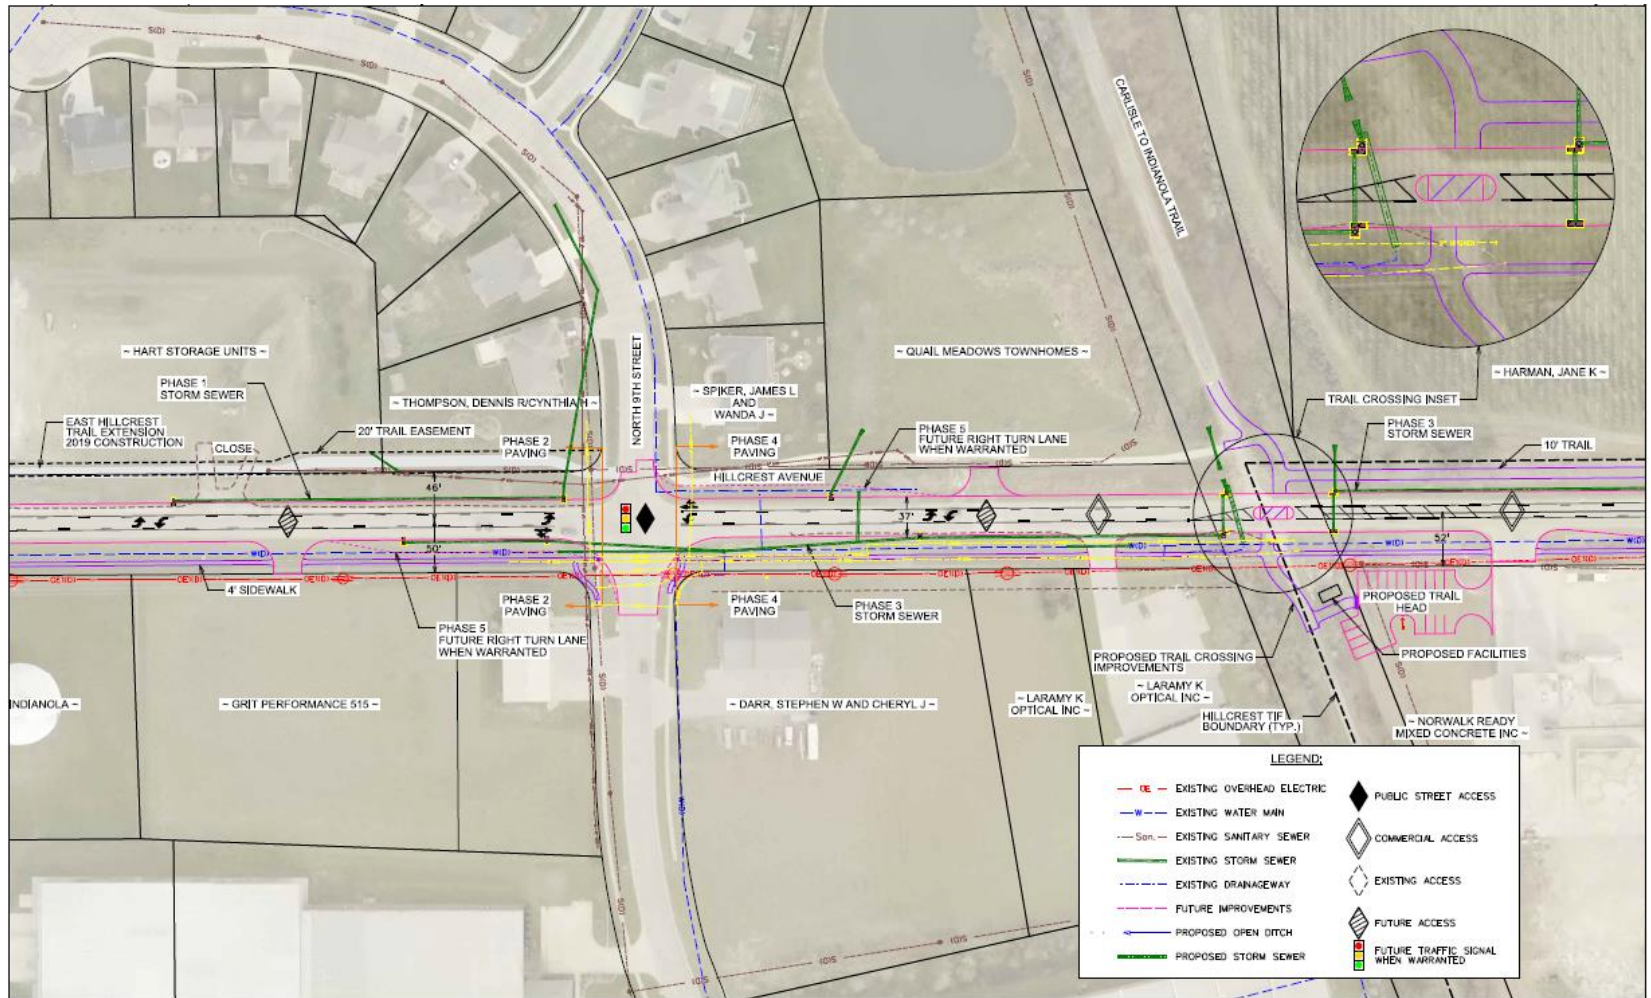 CARLISLE TO INDIANOLA TRAIL
NORTH 9TH STREET
~ HART STORAGE UNITS ~
PHASE 1
STORM SEWER
EAST HILLCREST
TRAIL EXTENSION
2019 CONSTRUCTION
CLOSE
20' TRAIL EASEMENT
~ THOMPSON, DENNIS R/CYNTHIA H ~
PHASE 2
PAVING
~ SPIKER, JAMES L
AND
WANDA J ~
PHASE 4
PAVING
~ QUAIL MEADOWS TOWNHOMES ~
PHASE 5
FUTURE RIGHT TURN LANE
WHEN WARRANTED
~ HARMAN, JANE K ~
TRAIL CROSSING INSET
PHASE 3
STORM SEWER
10' TRAIL
HILLCREST AVENUE
46'
37'
50'
52'
4' SIDEWALK
PHASE 2
PAVING
PHASE 4
PAVING
PHASE 3
STORM SEWER
PHASE 5
FUTURE RIGHT TURN LANE
WHEN WARRANTED
PROPOSED TRAIL
HEAD
PROPOSED FACILITIES
PROPOSED TRAIL CROSSING
IMPROVEMENTS
INDIANOLA ~
~ GRIT PERFORMANCE 515 ~
~ DARR, STEPHEN W AND CHERYL J ~
~ LARAMY K
OPTICAL INC ~
~ LARAMY K
OPTICAL INC ~
HILLCREST TIF
BOUNDARY (TYP.)
~ NORWALK READY
MIXED CONCRETE INC ~
S(D)
S(D)
S(D)
S(D)
S(D)
S(D)
S(D)
S(D)
S(D)
S(D)
W(D)
W(D)
W(D)
W(D)
W(D)
OE1(D)
OE1(D)
OE1(D)
OE1(D)
OE1(D)
OE1(D)
LEGEND:
OE EXISTING OVERHEAD ELECTRIC
W EXISTING WATER MAIN
San. EXISTING SANITARY SEWER
EXISTING STORM SEWER
EXISTING DRAINAGEWAY
FUTURE IMPROVEMENTS
PROPOSED OPEN DITCH
PROPOSED STORM SEWER
PUBLIC STREET ACCESS
COMMERCIAL ACCESS
EXISTING ACCESS
FUTURE ACCESS
FUTURE TRAFFIC SIGNAL
WHEN WARRANTED